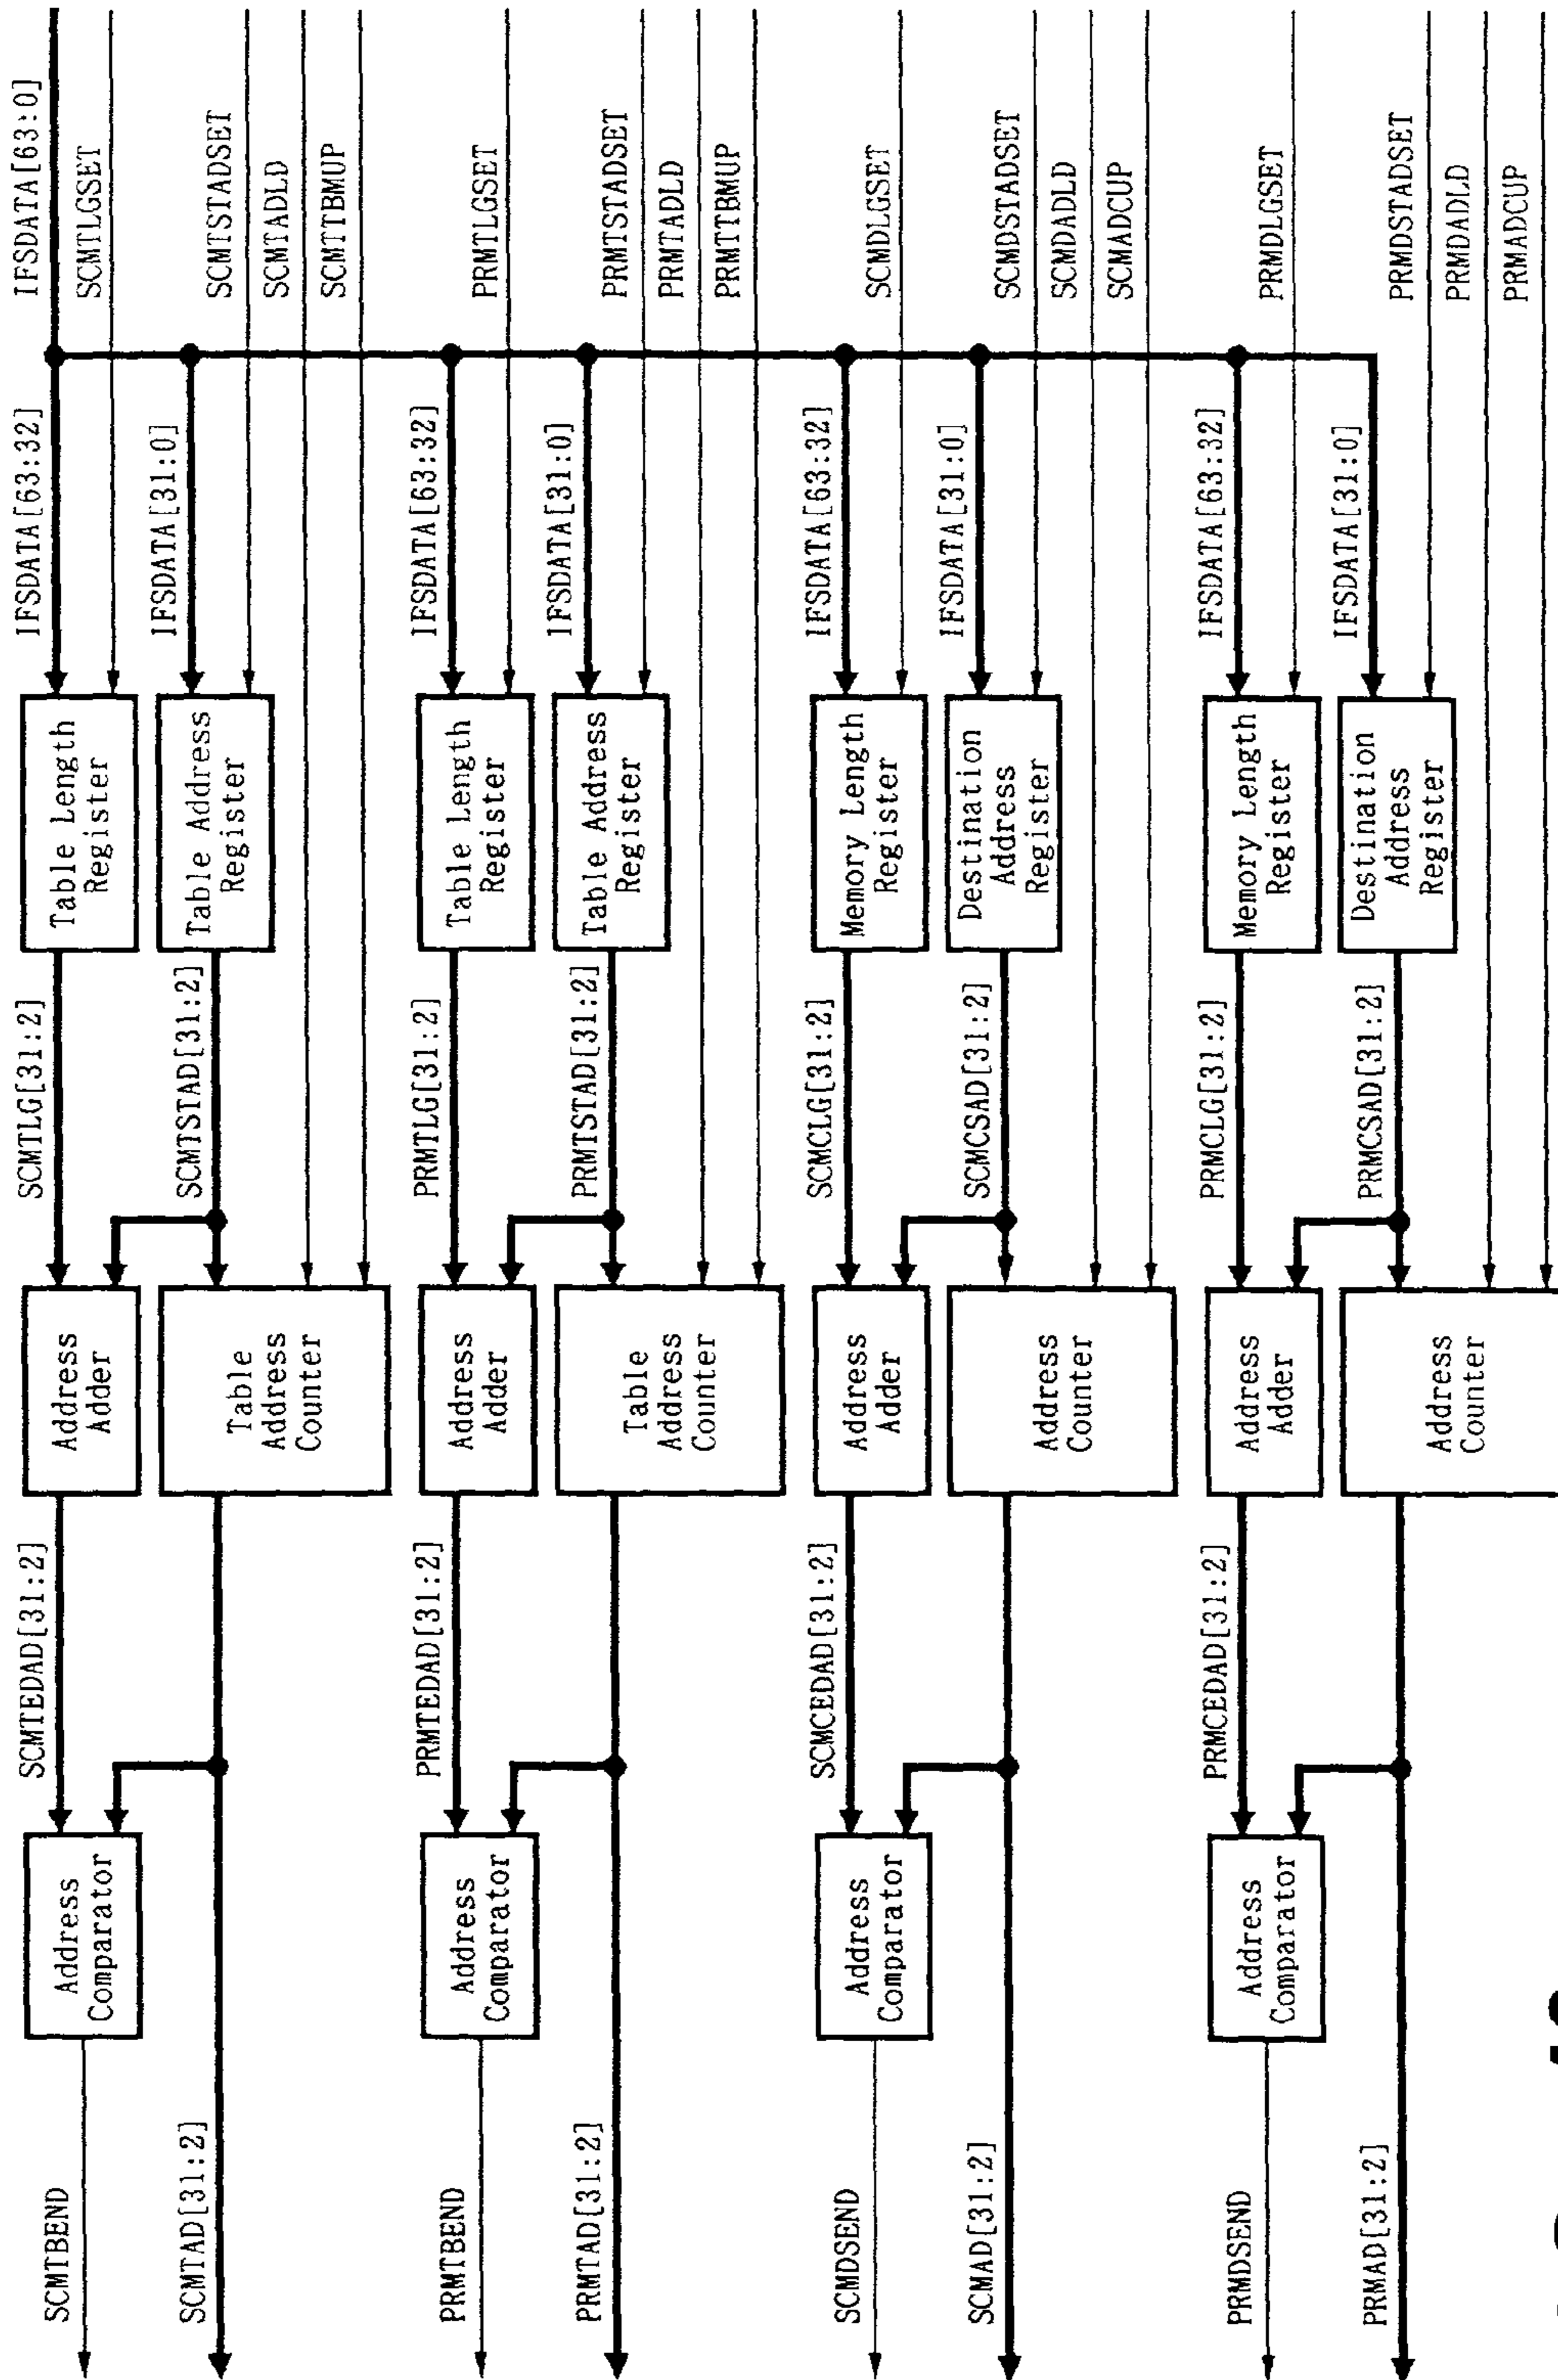 IFSDATA[63:0]
SCMTLGSET
SCMTSTADSET
SCMTADLD
SCMTTBMUP
PRMTLGSET
PRMTSTADSET
PRMTADLD
PRMTTBMUP
SCMDLGSET
SCMDSTADSET
SCMDADLD
SCMADCUP
PRMDLGSET
PRMDSTADSET
PRMDADLD
PRMADCUP
IFSDATA[63:32]
IFSDATA[31:0]
IFSDATA[63:32]
IFSDATA[31:0]
IFSDATA[63:32]
IFSDATA[31:0]
IFSDATA[63:32]
IFSDATA[31:0]
Table Length
Register
Table Address
Register
Table Length
Register
Table Address
Register
Memory Length
Register
Destination
Address
Register
Memory Length
Register
Destination
Address
Register
SCMTLG[31:2]
SCMTSTAD[31:2]
PRMTLG[31:2]
PRMTSTAD[31:2]
SCMCLG[31:2]
SCMCSAD[31:2]
PRMCLG[31:2]
PRMCSAD[31:2]
Address
Adder
Table
Address
Counter
Address
Adder
Table
Address
Counter
Address
Adder
Address
Counter
Address
Adder
Address
Counter
SCMTEDAD[31:2]
PRMTEDAD[31:2]
SCMCEDAD[31:2]
PRMCEDAD[31:2]
Address
Comparator
Address
Comparator
Address
Comparator
Address
Comparator
SCMTBEND
SCMTAD[31:2]
PRMTBEND
PRMTAD[31:2]
SCMDSEND
SCMAD[31:2]
PRMDSEND
PRMAD[31:2]